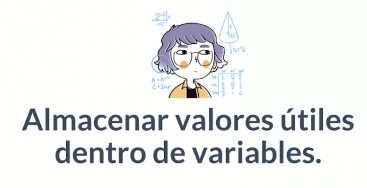 Almacenar valores útiles
dentro de variables.